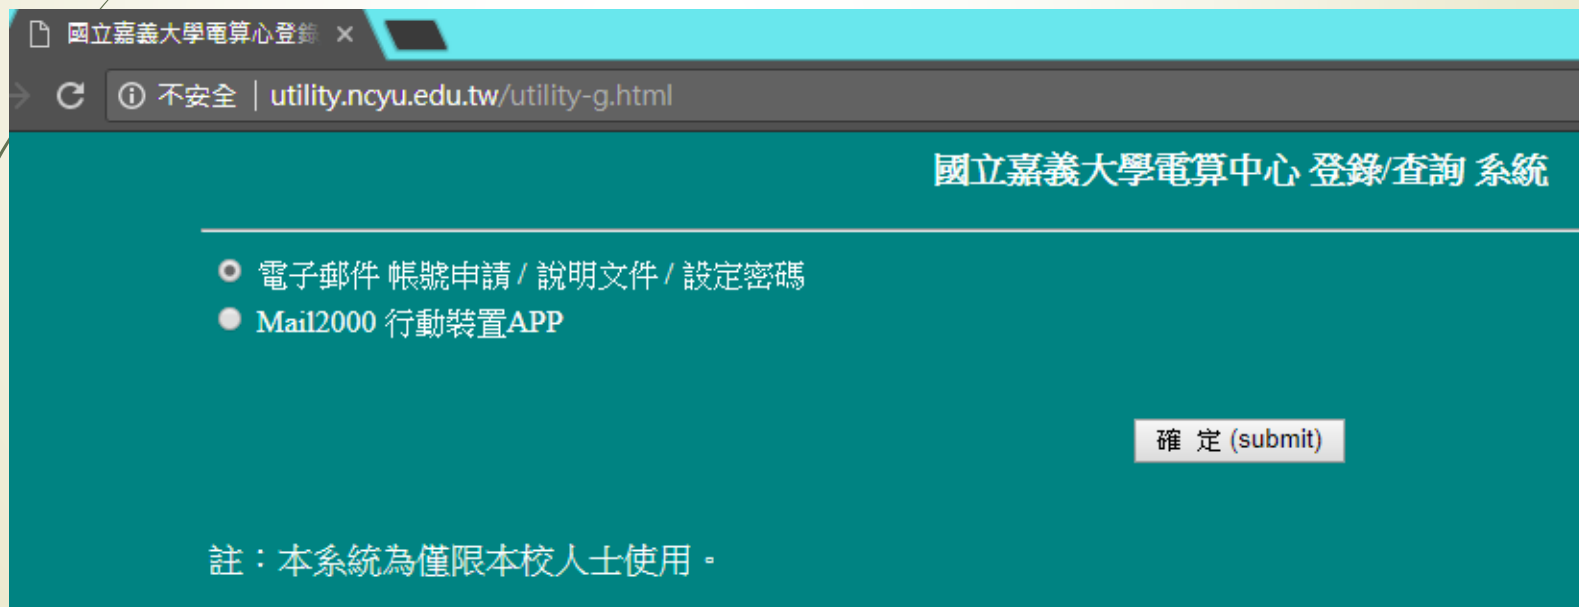 國立嘉義大學電算心登錄
不安全 | utility.ncyu.edu.tw/utility-g.html
國立嘉義大學電算中心 登錄/查詢 系統
電子郵件 帳號申請 / 說明文件 / 設定密碼
Mail2000 行動裝置APP
確 定 (submit)
註：本系統為僅限本校人士使用。